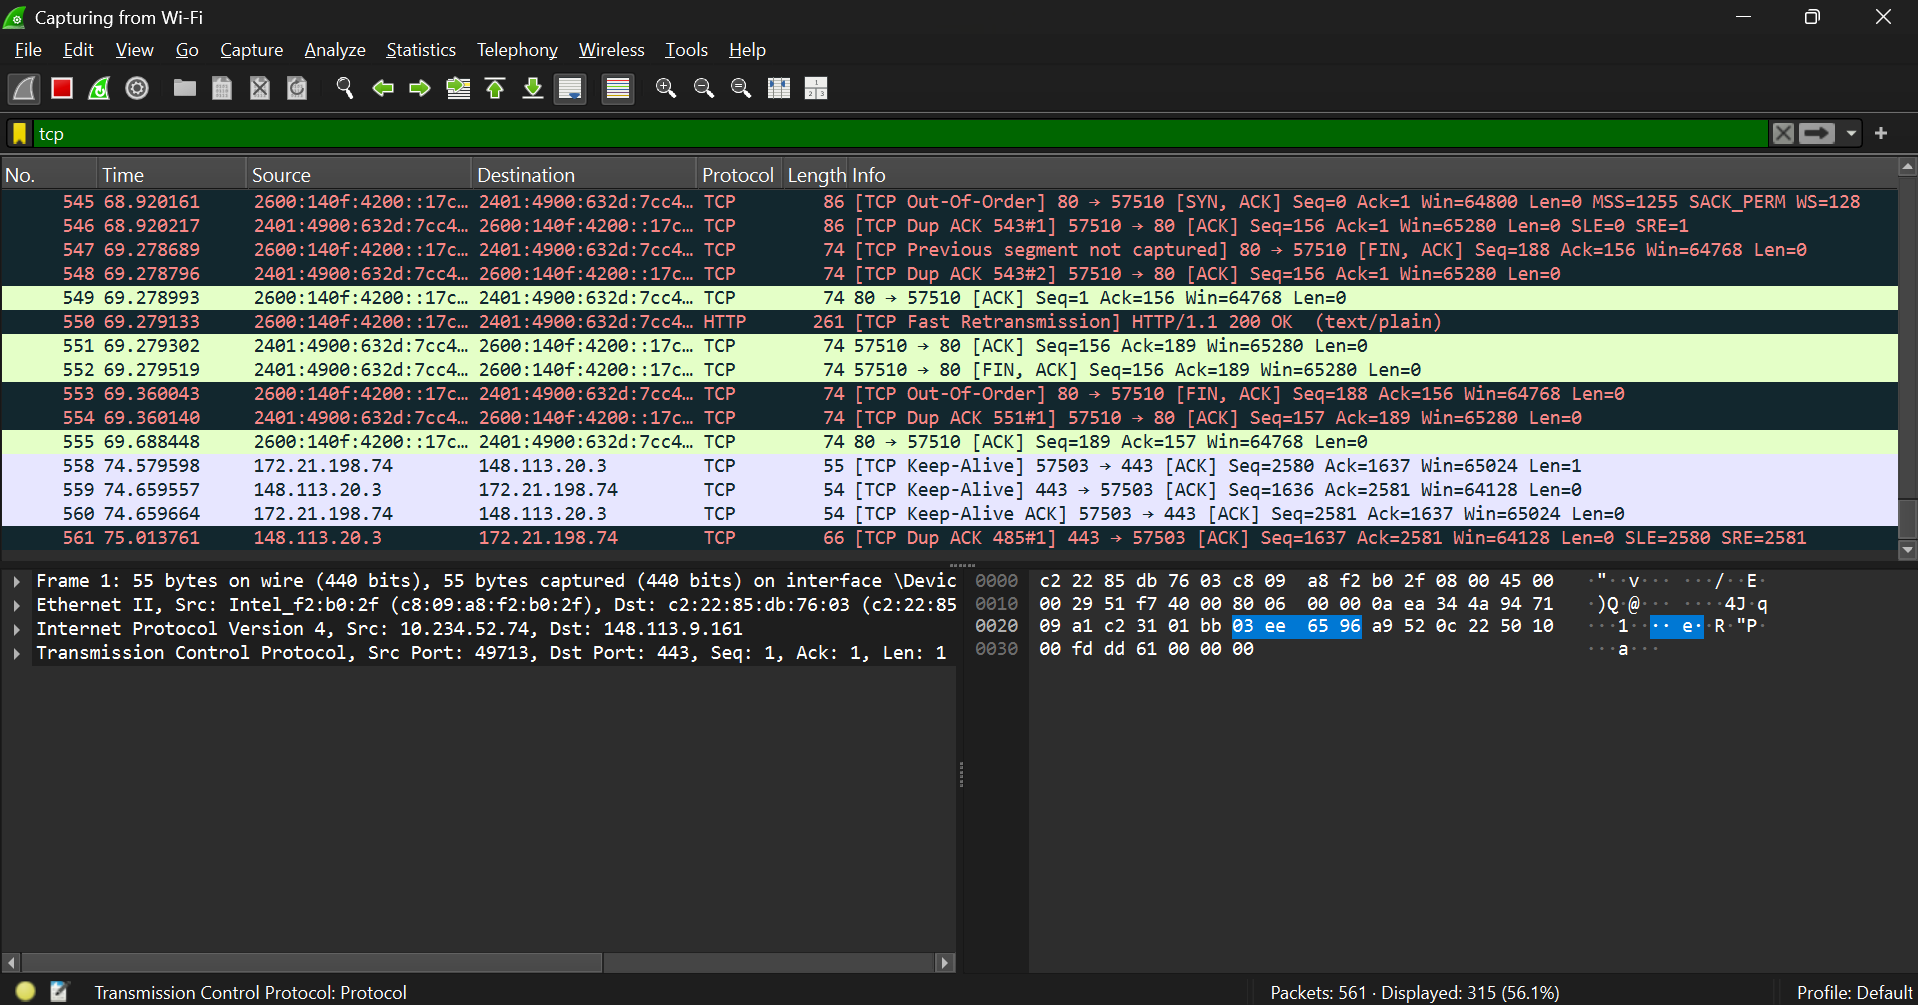 Capturing from Wi-Fi
File Edit View Go Capture Analyze Statistics Telephony Wireless Tools Help
tcp
No. Time Source Destination Protocol Length Info
545 68.920161 2600:140f:4200::17c… 2401:4900:632d:7cc4… TCP 86 [TCP Out-Of-Order] 80 → 57510 [SYN, ACK] Seq=0 Ack=1 Win=64800 Len=0 MSS=1255 SACK_PERM WS=128
546 68.920217 2401:4900:632d:7cc4… 2600:140f:4200::17c… TCP 86 [TCP Dup ACK 543#1] 57510 → 80 [ACK] Seq=156 Ack=1 Win=65280 Len=0 SLE=0 SRE=1
547 69.278689 2600:140f:4200::17c… 2401:4900:632d:7cc4… TCP 74 [TCP Previous segment not captured] 80 → 57510 [FIN, ACK] Seq=188 Ack=156 Win=64768 Len=0
548 69.278796 2401:4900:632d:7cc4… 2600:140f:4200::17c… TCP 74 [TCP Dup ACK 543#2] 57510 → 80 [ACK] Seq=156 Ack=1 Win=65280 Len=0
549 69.278993 2600:140f:4200::17c… 2401:4900:632d:7cc4… TCP 74 80 → 57510 [ACK] Seq=1 Ack=156 Win=64768 Len=0
550 69.279133 2600:140f:4200::17c… 2401:4900:632d:7cc4… HTTP 261 [TCP Fast Retransmission] HTTP/1.1 200 OK (text/plain)
551 69.279302 2401:4900:632d:7cc4… 2600:140f:4200::17c… TCP 74 57510 → 80 [ACK] Seq=156 Ack=189 Win=65280 Len=0
552 69.279519 2401:4900:632d:7cc4… 2600:140f:4200::17c… TCP 74 57510 → 80 [FIN, ACK] Seq=156 Ack=189 Win=65280 Len=0
553 69.360043 2600:140f:4200::17c… 2401:4900:632d:7cc4… TCP 74 [TCP Out-Of-Order] 80 → 57510 [FIN, ACK] Seq=188 Ack=156 Win=64768 Len=0
554 69.360140 2401:4900:632d:7cc4… 2600:140f:4200::17c… TCP 74 [TCP Dup ACK 551#1] 57510 → 80 [ACK] Seq=157 Ack=189 Win=65280 Len=0
555 69.688448 2600:140f:4200::17c… 2401:4900:632d:7cc4… TCP 74 80 → 57510 [ACK] Seq=189 Ack=157 Win=64768 Len=0
558 74.579598 172.21.198.74 148.113.20.3 TCP 55 [TCP Keep-Alive] 57503 → 443 [ACK] Seq=2580 Ack=1637 Win=65024 Len=1
559 74.659557 148.113.20.3 172.21.198.74 TCP 54 [TCP Keep-Alive] 443 → 57503 [ACK] Seq=1636 Ack=2581 Win=64128 Len=0
560 74.659664 172.21.198.74 148.113.20.3 TCP 54 [TCP Keep-Alive ACK] 57503 → 443 [ACK] Seq=2581 Ack=1637 Win=65024 Len=0
561 75.013761 148.113.20.3 172.21.198.74 TCP 66 [TCP Dup ACK 485#1] 443 → 57503 [ACK] Seq=1637 Ack=2581 Win=64128 Len=0 SLE=2580 SRE=2581
Frame 1: 55 bytes on wire (440 bits), 55 bytes captured (440 bits) on interface \Devic
Ethernet II, Src: Intel_f2:b0:2f (c8:09:a8:f2:b0:2f), Dst: c2:22:85:db:76:03 (c2:22:85
Internet Protocol Version 4, Src: 10.234.52.74, Dst: 148.113.9.161
Transmission Control Protocol, Src Port: 49713, Dst Port: 443, Seq: 1, Ack: 1, Len: 1
0000 c2 22 85 db 76 03 c8 09 a8 f2 b0 2f 08 00 45 00 ·"··v··· ···/··E·
0010 00 29 51 f7 40 00 80 06 00 00 0a ea 34 4a 94 71 ·)Q·@··· ····4J·q
0020 09 a1 c2 31 01 bb 03 ee 65 96 a9 52 0c 22 50 10 ···1···· e··R·"P·
0030 00 fd dd 61 00 00 00 ···a···
Transmission Control Protocol: Protocol
Packets: 561 · Displayed: 315 (56.1%)
Profile: Default